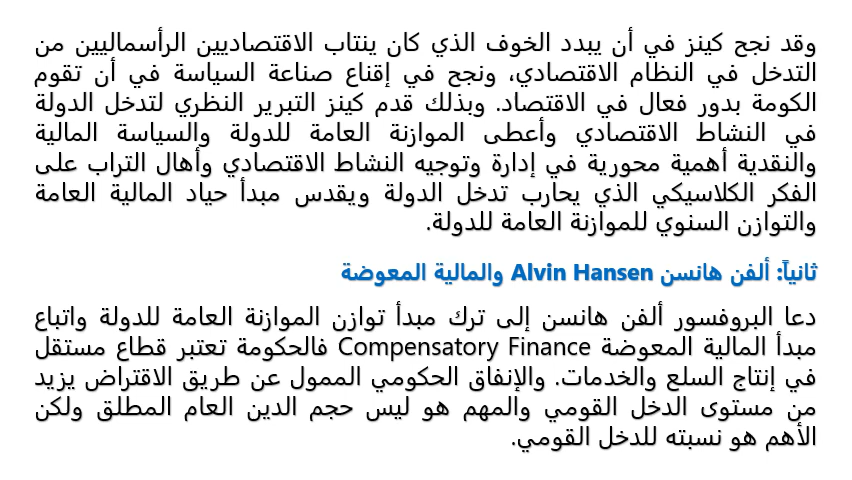 وقد نجح كينز في أن يبدد الخوف الذي كان ينتاب الاقتصاديين الرأسماليين من
التدخل في النظام الاقتصادي، ونجح في إقناع صناعة السياسة في أن تقوم
الكومة بدور فعال في الاقتصاد. وبذلك قدم كينز التبرير النظري لتدخل الدولة
في النشاط الاقتصادي وأعطى الموازنة العامة للدولة والسياسة المالية
والنقدية أهمية محورية في إدارة وتوجيه النشاط الاقتصادي وأهال التراب على
الفكر الكلاسيكي الذي يحارب تدخل الدولة ويقدس مبدأ حياد المالية العامة
والتوازن السنوي للموازنة العامة للدولة.
ثانياً: ألفن هانسن Alvin Hansen والمالية المعوضة
دعا البروفسور ألفن هانسن إلى ترك مبدأ توازن الموازنة العامة للدولة واتباع
مبدأ المالية المعوضة Compensatory Finance فالحكومة تعتبر قطاع مستقل
في إنتاج السلع والخدمات. والإنفاق الحكومي الممول عن طريق الاقتراض يزيد
من مستوى الدخل القومي والمهم هو ليس حجم الدين العام المطلق ولكن
الأهم هو نسبته للدخل القومي.